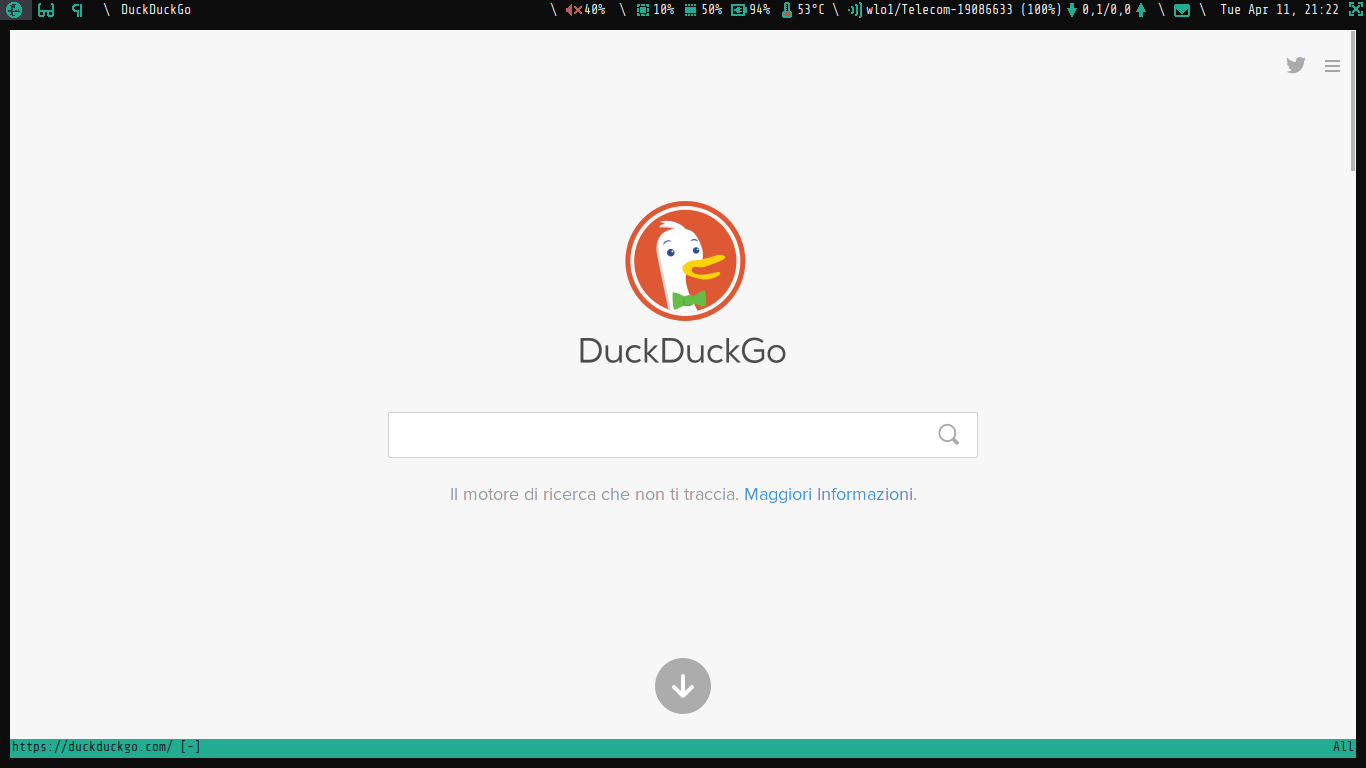 \ DuckDuckGo \ 40% \ 10% 50% 94% 53°C \ wlo1/Telecom-19086633 (100%) 0,1/0,0 \ \ Tue Apr 11, 21:22
DuckDuckGo
Il motore di ricerca che non ti traccia. Maggiori Informazioni.
https://duckduckgo.com/ [-] All